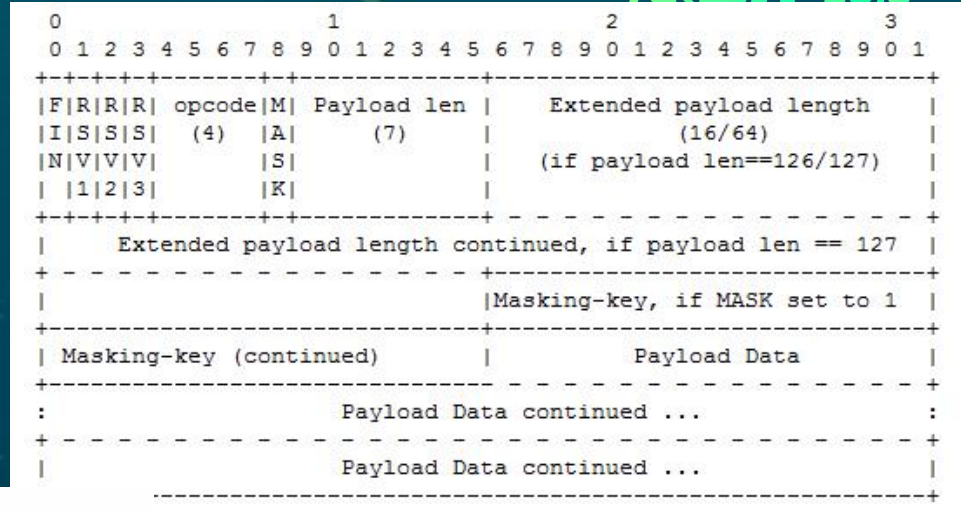 0                   1                   2                   3
0 1 2 3 4 5 6 7 8 9 0 1 2 3 4 5 6 7 8 9 0 1 2 3 4 5 6 7 8 9 0 1
+-+-+-+-+-------+-+-------------+-------------------------------+
|F|R|R|R| opcode|M| Payload len |    Extended payload length    |
|I|S|S|S|  (4)  |A|     (7)     |             (16/64)           |
|N|V|V|V|       |S|             |   (if payload len==126/127)   |
| |1|2|3|       |K|             |                               |
+-+-+-+-+-------+-+-------------+ - - - - - - - - - - - - - - - +
|     Extended payload length continued, if payload len == 127  |
+ - - - - - - - - - - - - - - - +-------------------------------+
|                               |Masking-key, if MASK set to 1  |
+-------------------------------+-------------------------------+
| Masking-key (continued)       |          Payload Data         |
+-------------------------------- - - - - - - - - - - - - - - - +
:                     Payload Data continued ...                :
+ - - - - - - - - - - - - - - - - - - - - - - - - - - - - - - - +
|                     Payload Data continued ...                |
---------------------------------------------------------+